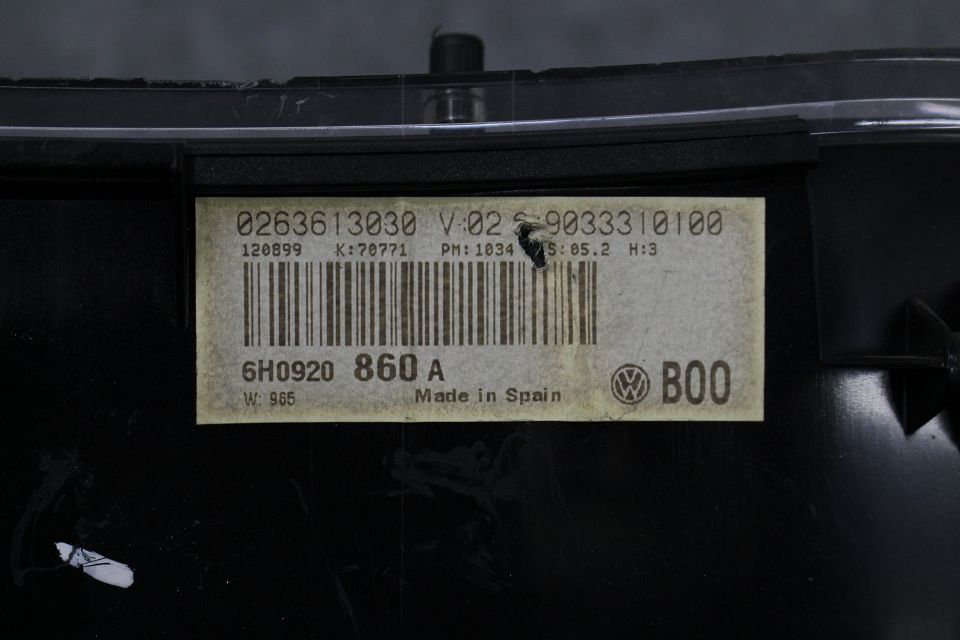 0263613030 V:02 9033310100
120899 K:70771 PM:1034 S:05.2 H:3
6H0920 860 A
B00
W: 965 Made in Spain